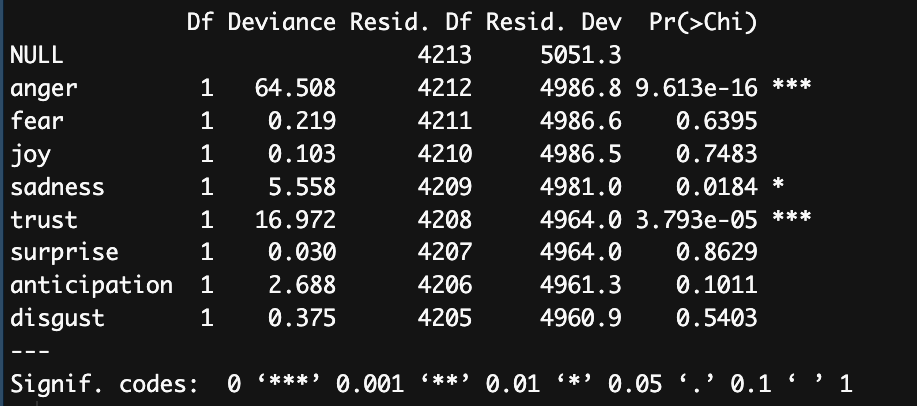 Df Deviance Resid. Df Resid. Dev Pr(>Chi)
NULL 4213 5051.3
anger 1 64.508 4212 4986.8 9.613e-16 ***
fear 1 0.219 4211 4986.6 0.6395
joy 1 0.103 4210 4986.5 0.7483
sadness 1 5.558 4209 4981.0 0.0184 *
trust 1 16.972 4208 4964.0 3.793e-05 ***
surprise 1 0.030 4207 4964.0 0.8629
anticipation 1 2.688 4206 4961.3 0.1011
disgust 1 0.375 4205 4960.9 0.5403
---
Signif. codes: 0 ‘***’ 0.001 ‘**’ 0.01 ‘*’ 0.05 ‘.’ 0.1 ‘ ’ 1